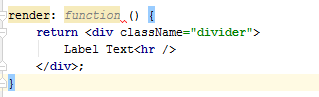 render: function () {
    return <div className="divider">
        Label Text<hr />
    </div>;
}